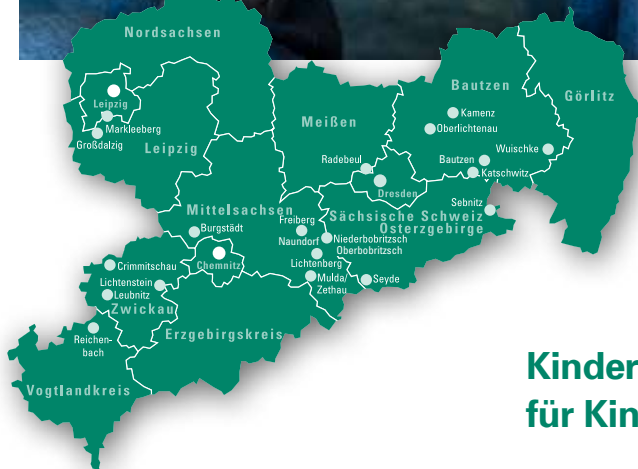 Nordsachsen
Bautzen
Görlitz
Leipzig
Kamenz
Markleeberg
Meißen
Oberlichtenau
Großdalzig
Leipzig
Wuischke
Radebeul
Bautzen
Katschwitz
Dresden
Sebnitz
Mittelsachsen
Freiberg
Sächsische Schweiz
Osterzgebirge
Burgstädt
Naundorf
Niederbobritzsch
Oberbobritzsch
Crimmitschau
Chemnitz
Lichtenberg
Lichtenstein
Mulda/
Zethau
Seyde
Leubnitz
Zwickau
Erzgebirgskreis
Reichen-
bach
Vogtlandkreis
Kinder
für Kin